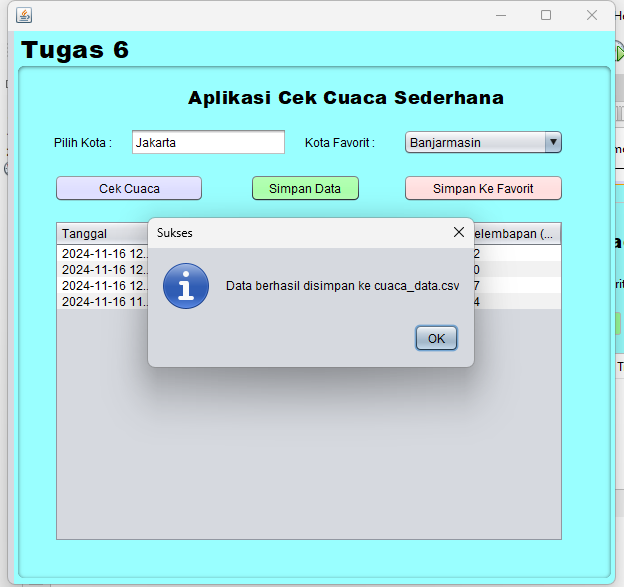 Tugas 6
Aplikasi Cek Cuaca Sederhana
Pilih Kota :
Jakarta
Kota Favorit :
Banjarmasin
Cek Cuaca
Simpan Data
Simpan Ke Favorit
Tanggal
elembapan (...
2024-11-16 12...
2
2024-11-16 12...
0
2024-11-16 12...
7
2024-11-16 11...
4
Sukses
Data berhasil disimpan ke cuaca_data.csv
OK